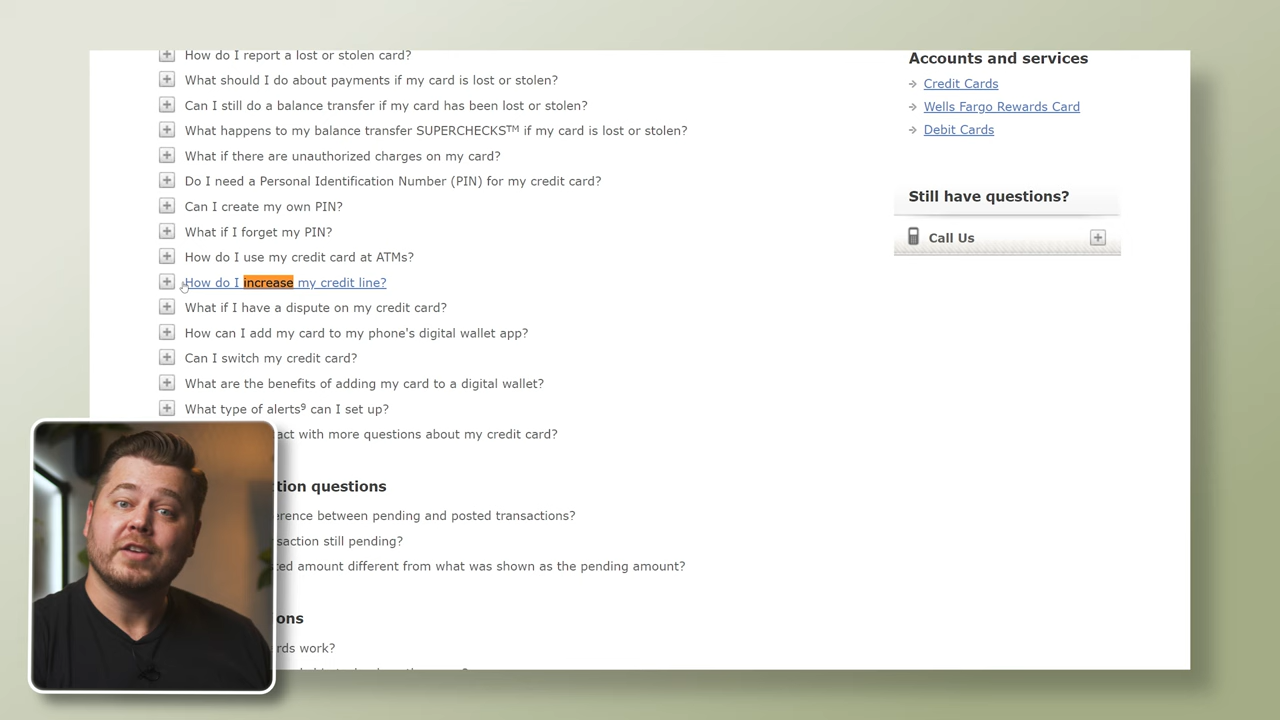 How do I report a lost or stolen card?
What should I do about payments if my card is lost or stolen?
Can I still do a balance transfer if my card has been lost or stolen?
What happens to my balance transfer SUPERCHECKS™ if my card is lost or stolen?
What if there are unauthorized charges on my card?
Do I need a Personal Identification Number (PIN) for my credit card?
Can I create my own PIN?
What if I forget my PIN?
How do I use my credit card at ATMs?
How do I increase my credit line?
What if I have a dispute on my credit card?
How can I add my card to my phone's digital wallet app?
Can I switch my credit card?
What are the benefits of adding my card to a digital wallet?
What type of alerts⁹ can I set up?
act with more questions about my credit card?
tion questions
erence between pending and posted transactions?
saction still pending?
ted amount different from what was shown as the pending amount?
ons
rds work?
Accounts and services
Credit Cards
Wells Fargo Rewards Card
Debit Cards
Still have questions?
Call Us